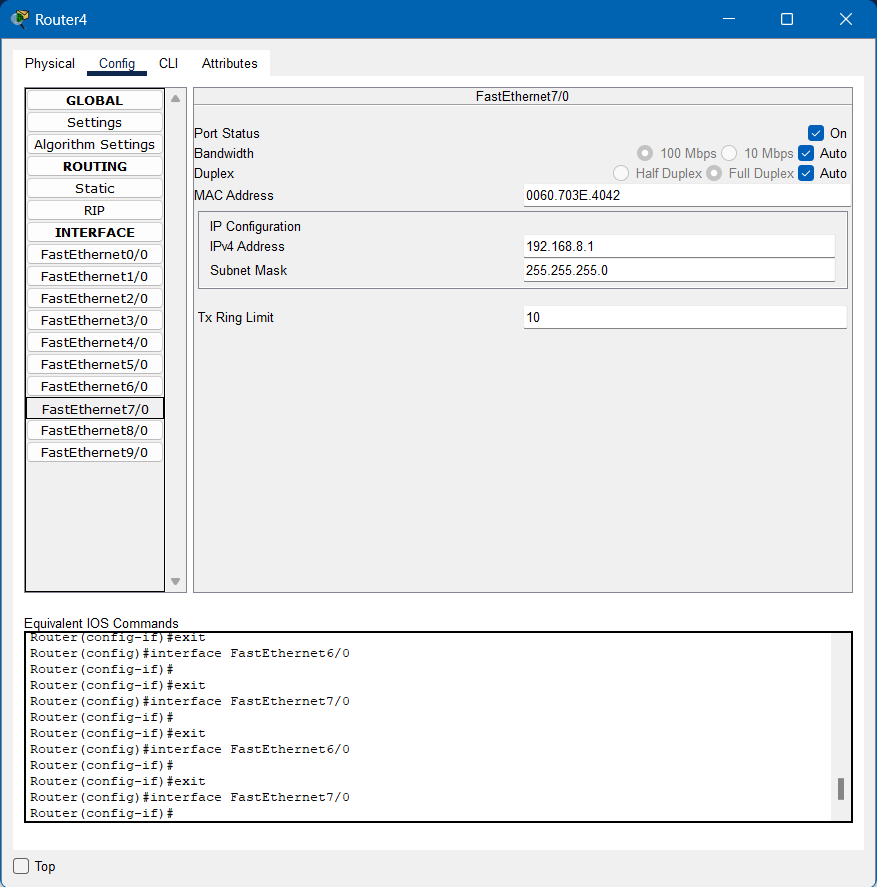 Router4
Physical Config CLI Attributes
GLOBAL
Settings
Algorithm Settings
ROUTING
Static
RIP
INTERFACE
FastEthernet0/0
FastEthernet1/0
FastEthernet2/0
FastEthernet3/0
FastEthernet4/0
FastEthernet5/0
FastEthernet6/0
FastEthernet7/0
FastEthernet8/0
FastEthernet9/0
FastEthernet7/0
Port Status On
Bandwidth 100 Mbps 10 Mbps Auto
Duplex Half Duplex Full Duplex Auto
MAC Address 0060.703E.4042
IP Configuration
IPv4 Address 192.168.8.1
Subnet Mask 255.255.255.0
Tx Ring Limit 10
Equivalent IOS Commands
Router(config-if)#exit
Router(config)#interface FastEthernet6/0
Router(config-if)#
Router(config-if)#exit
Router(config)#interface FastEthernet7/0
Router(config-if)#
Router(config-if)#exit
Router(config)#interface FastEthernet6/0
Router(config-if)#
Router(config-if)#exit
Router(config)#interface FastEthernet7/0
Router(config-if)#
Top